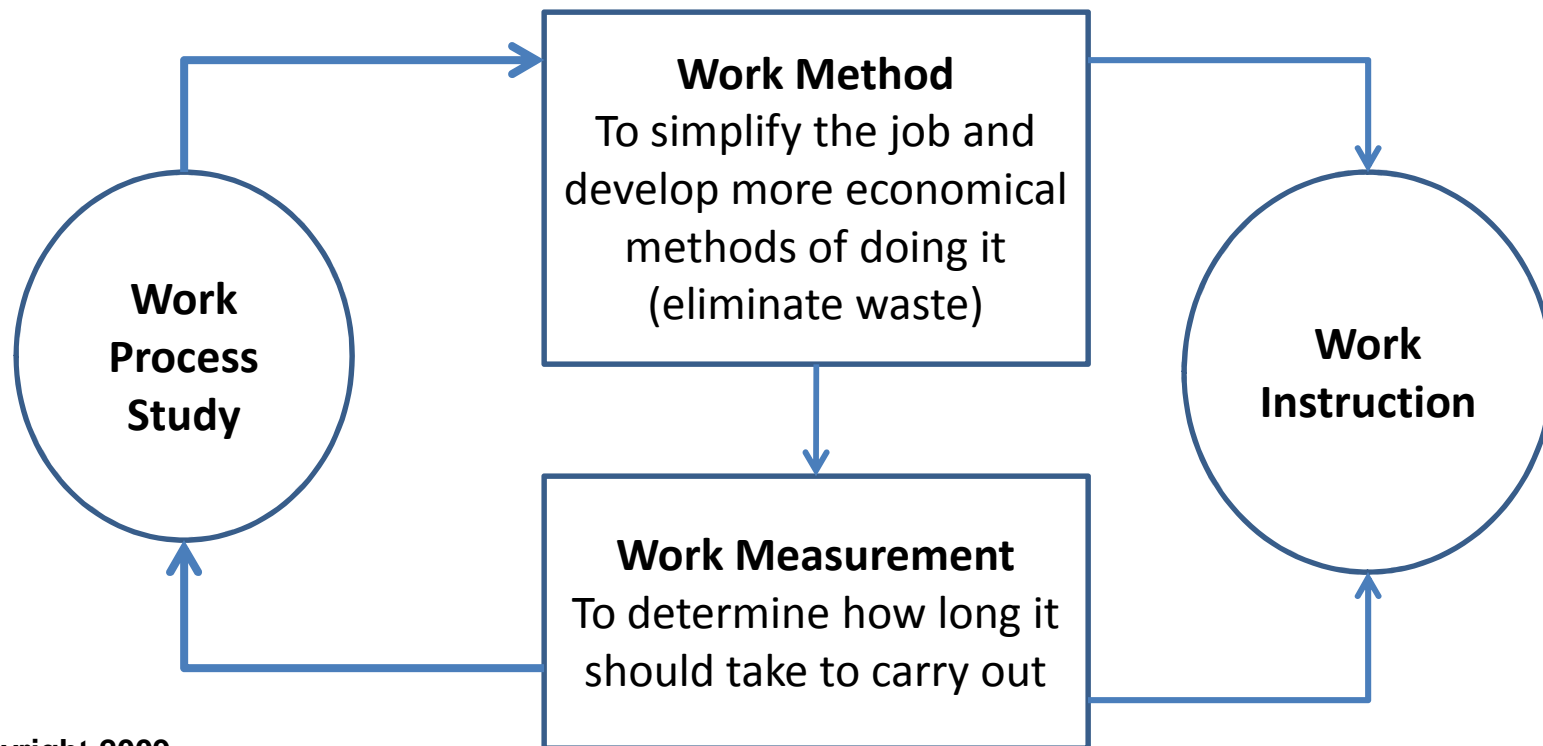 Work Method
To simplify the job and
develop more economical
methods of doing it
(eliminate waste)
Work
Process
Study
Work
Instruction
Work Measurement
To determine how long it
should take to carry out
2009